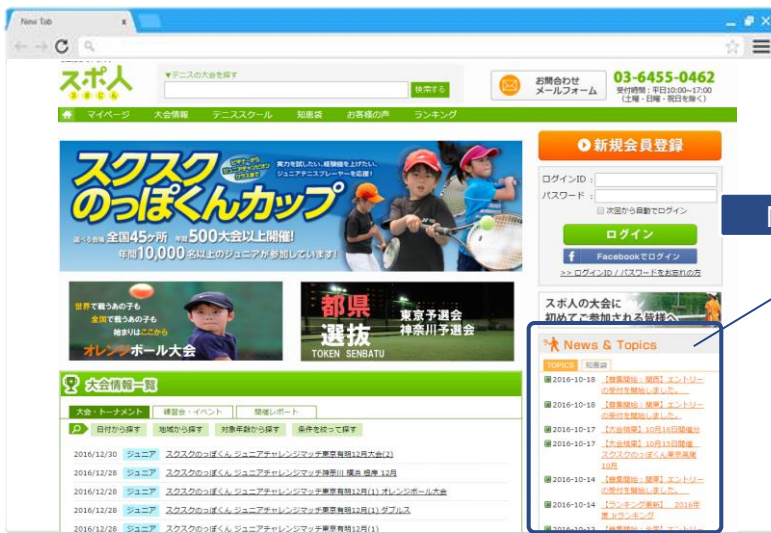 New Tab
x
スポ人
すぽじん
▼テニスの大会を探す
検索する
お問合わせ
メールフォーム
03-6455-0462
受付時間：平日10:00~17:00
(土曜・日曜・祝日を除く)
マイページ 大会情報 テニススクール 知恵袋 お客様の声 ランキング
スクスク
のっぽくんカップ
ビギナーから
実力を試したい、経験値を上げたい、
ジュニアテニスプレーヤーを応援!
選べる会場 全国45ヶ所 年間500大会以上開催!
年間10,000名以上のジュニアが参加しています!
新規会員登録
ログインID：
パスワード：
次回から自動でログイン
ログイン
f Facebookでログイン
>> ログインID / パスワードをお忘れの方
世界で戦うあの子も
全国で戦うあの子も
始まりはここから
オレンジボール大会
都県
選抜
TOKEN SENBATU
東京予選会
神奈川予選会
スポ人の大会に
初めてご参加される皆様へ
News & Topics
TOPICS 知恵袋
2016-10-18 【募集開始：関西】エントリー
の受付を開始しました。
2016-10-18 【募集開始：関東】エントリー
の受付を開始しました。
2016-10-17 【大会結果】10月16日開催分
2016-10-17 【大会結果】10月15日開催
スクスクのっぽくん東京高尾
10月
2016-10-14 【募集開始：関東】エントリー
の受付を開始しました。
2016-10-14 【ランキング更新】 2016年
度 Jrランキング
2016-10-13
大会情報一覧
大会・トーナメント 練習会・イベント 開催レポート
日付から探す 地域から探す 対象年齢から探す 条件を絞って探す
2016/12/30 ジュニア スクスクのっぽくん ジュニアチャレンジマッチ東京有明12月大会(2)
2016/12/28 ジュニア スクスクのっぽくん ジュニアチャレンジマッチ神奈川 横浜 根岸 12月
2016/12/28 ジュニア スクスクのっぽくん ジュニアチャレンジマッチ東京有明12月(1) オレンジボール大会
2016/12/28 ジュニア スクスクのっぽくん ジュニアチャレンジマッチ東京有明12月(1) ダブルス
2016/12/28 ジュニア スクスクのっぽくん ジュニアチャレンジマッチ東京有明12月(1)